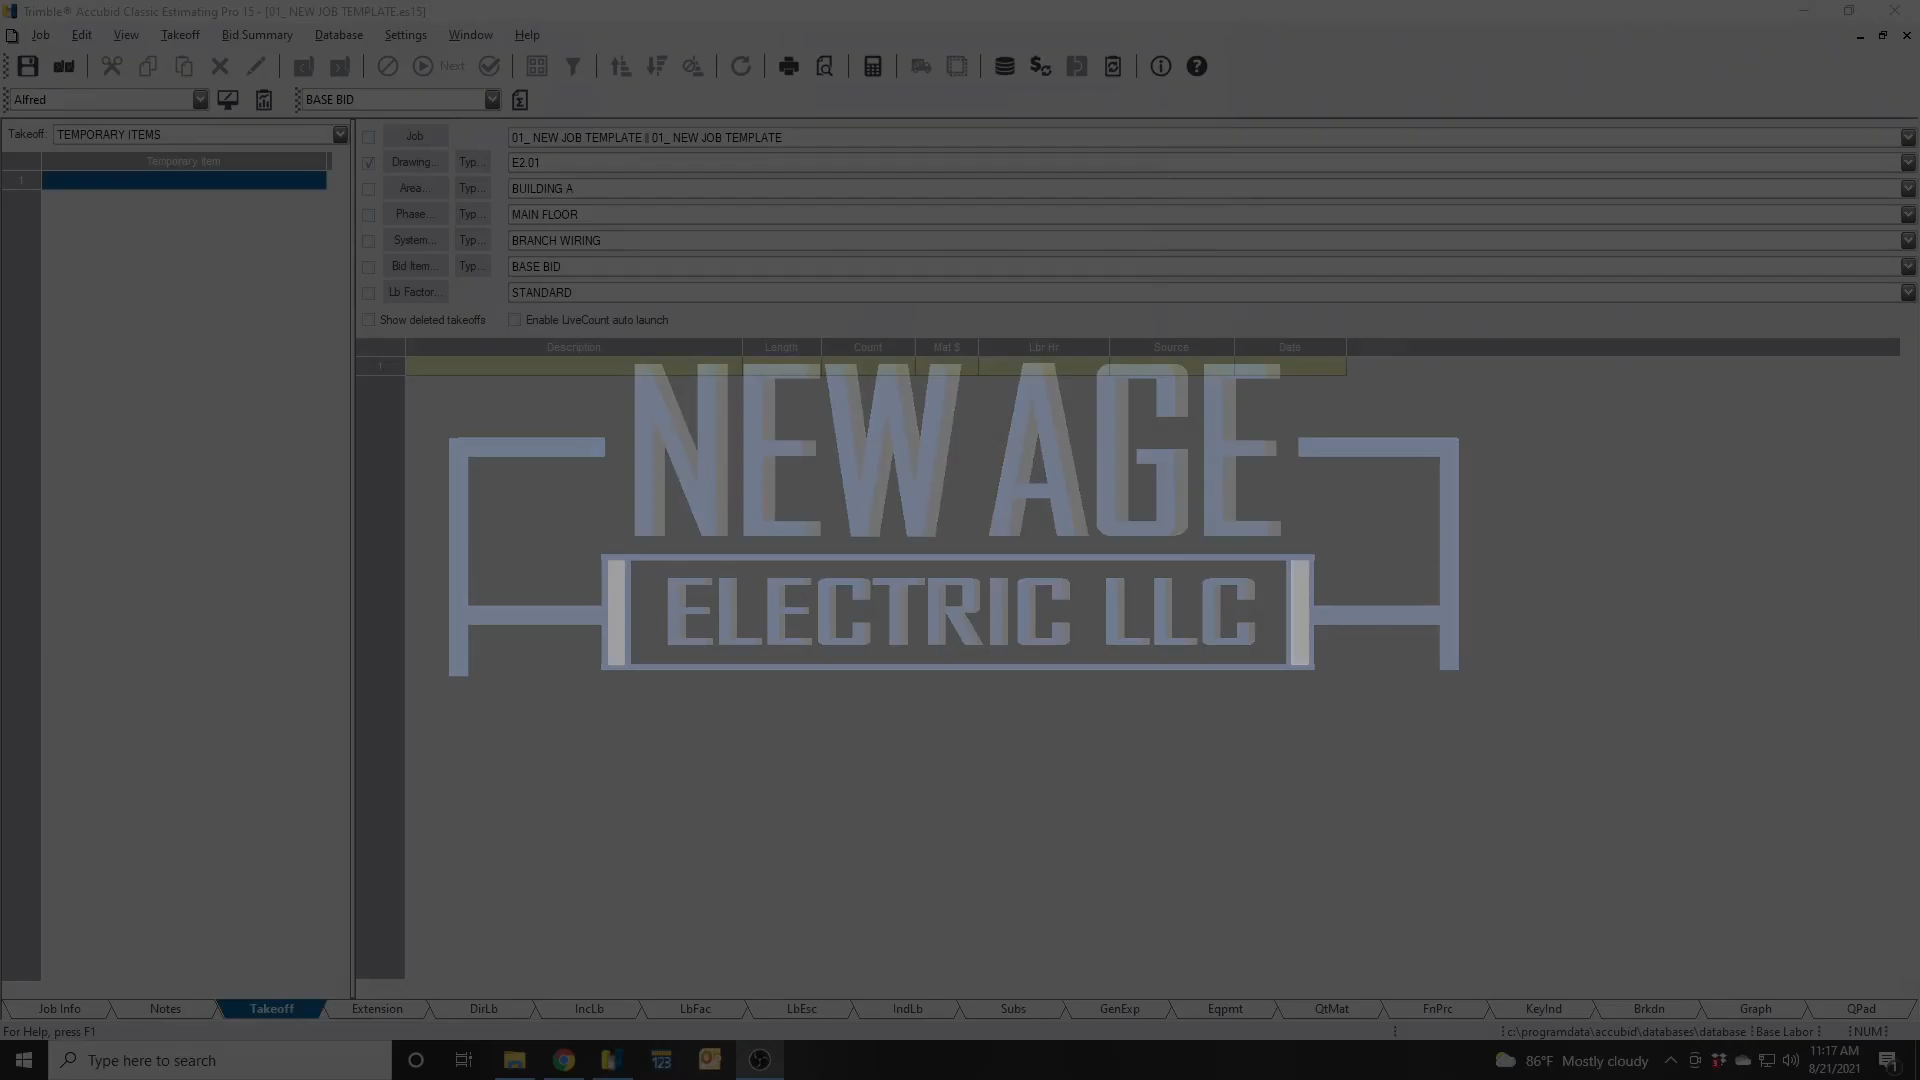 Trimble® Accubid Classic Estimating Pro 15 - [01_ NEW JOB TEMPLATE.es15]
Job Edit View Takeoff Bid Summary Database Settings Window Help
Next
Alfred BASE BID
Takeoff: TEMPORARY ITEMS
Temporary Item
1
Job 01_ NEW JOB TEMPLATE || 01_ NEW JOB TEMPLATE
Drawing... Typ... E2.01
Area... Typ... BUILDING A
Phase... Typ... MAIN FLOOR
System... Typ... BRANCH WIRING
Bid Item... Typ... BASE BID
Lb Factor... STANDARD
Show deleted takeoffs Enable LiveCount auto launch
Description Length Count Mat $ Lbr Hr Source Date
1
NEW AGE
ELECTRIC LLC
Job Info Notes Takeoff Extension DirLb IncLb LbFac LbEsc IndLb Subs GenExp Eqpmt QtMat FnPrc KeyInd Brkdn Graph QPad
For Help, press F1 c:\programdata\accubid\databases\database Base Labor NUM
Type here to search 123 86°F Mostly cloudy 11:17 AM
8/21/2021